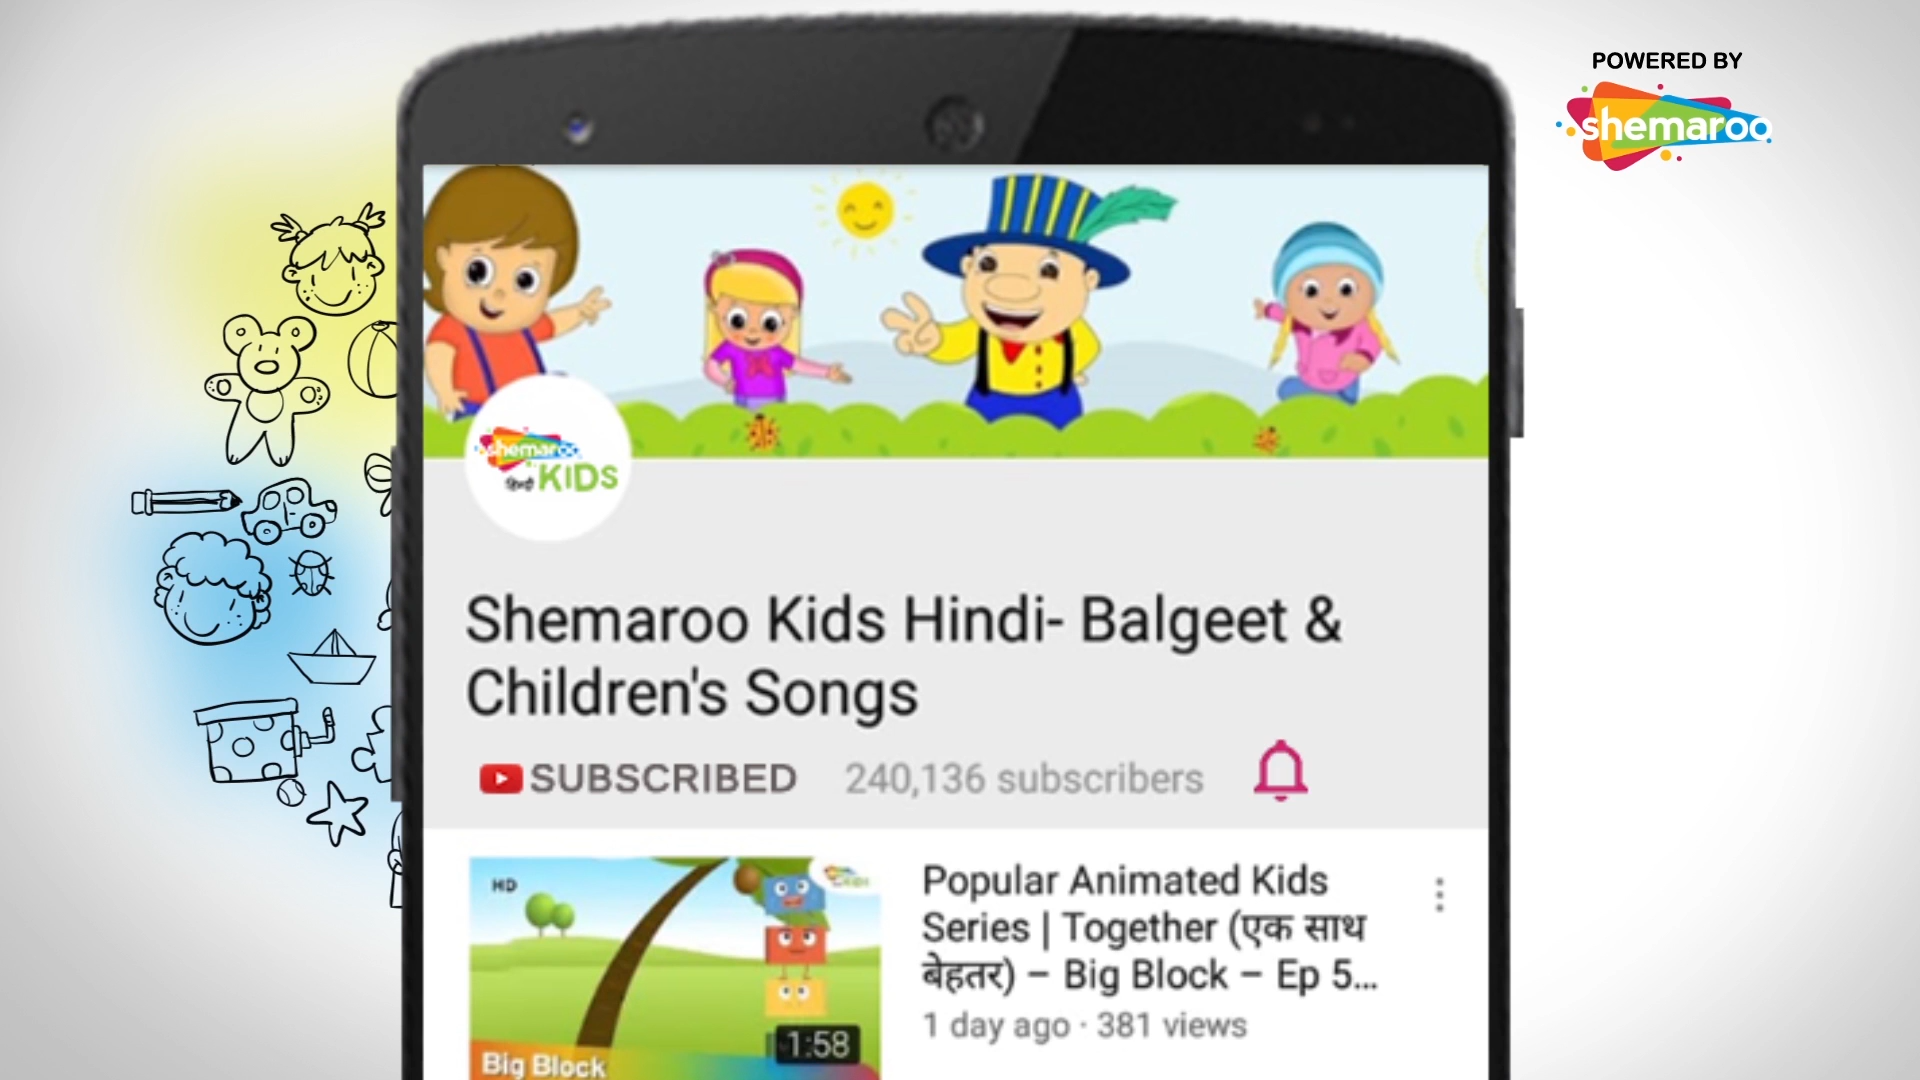 POWERED BY
shemaroo
shemaroo
हिन्दी KIDS
Shemaroo Kids Hindi- Balgeet &
Children's Songs
SUBSCRIBED 240,136 subscribers
HD
Popular Animated Kids
Series | Together (एक साथ
बेहतर) – Big Block – Ep 5...
1 day ago · 381 views
1:58
Big Block